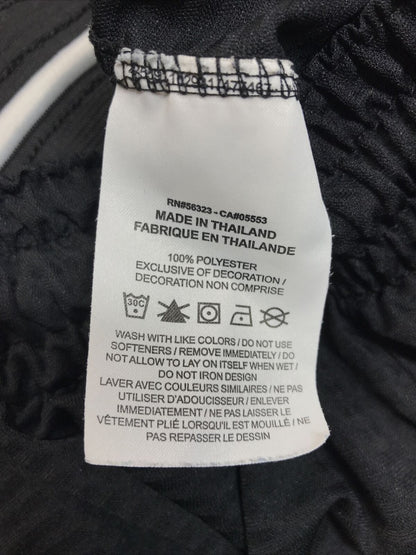 RN#56323 - CA#05553
MADE IN THAILAND
FABRIQUE EN THAILANDE
100% POLYESTER
EXCLUSIVE OF DECORATION /
DECORATION NON COMPRISE
30C
WASH WITH LIKE COLORS / DO NOT USE
SOFTENERS / REMOVE IMMEDIATELY / DO
NOT ALLOW TO LAY ON ITSELF WHEN WET /
DO NOT IRON DESIGN
LAVER AVEC COULEURS SIMILAIRES / NE PAS
UTILISER D'ADOUCISSEUR / ENLEVER
IMMÉDIATEMENT / NE PAS LAISSER LE
VÊTEMENT PLIÉ LORSQU'IL EST MOUILLÉ / NE
PAS REPASSER LE DESSIN